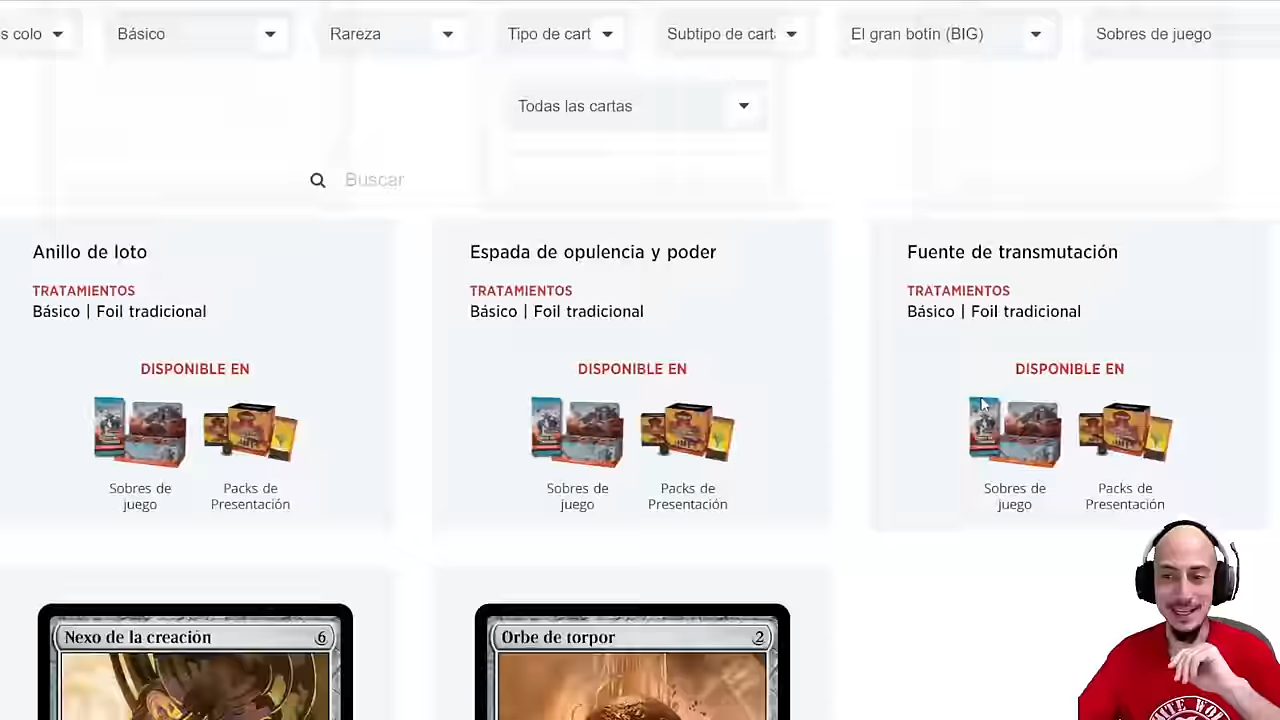 s colo
Básico
Rareza
Tipo de cart
Subtipo de carta
El gran botín (BIG)
Sobres de juego
Todas las cartas
Buscar
Anillo de loto
TRATAMIENTOS
Básico | Foil tradicional
DISPONIBLE EN
Sobres de
juego
Packs de
Presentación
Espada de opulencia y poder
TRATAMIENTOS
Básico | Foil tradicional
DISPONIBLE EN
Sobres de
juego
Packs de
Presentación
Fuente de transmutación
TRATAMIENTOS
Básico | Foil tradicional
DISPONIBLE EN
Sobres de
juego
Packs de
Presentación
Nexo de la creación 6
Orbe de torpor 2